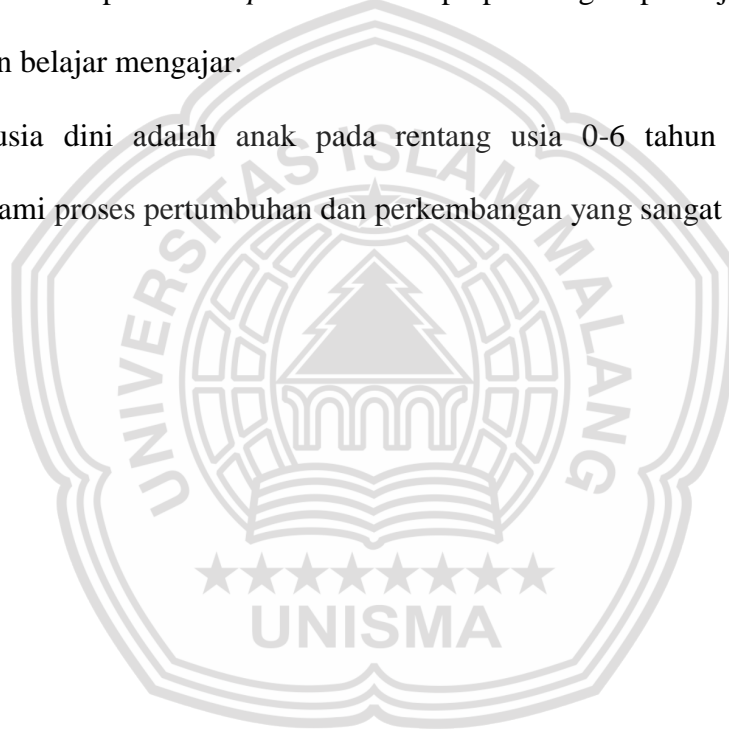 n belajar mengajar.
usia dini adalah anak pada rentang usia 0-6 tahun
ami proses pertumbuhan dan perkembangan yang sangat
UNIVERSITAS ISLAM MALANG
UNISMA